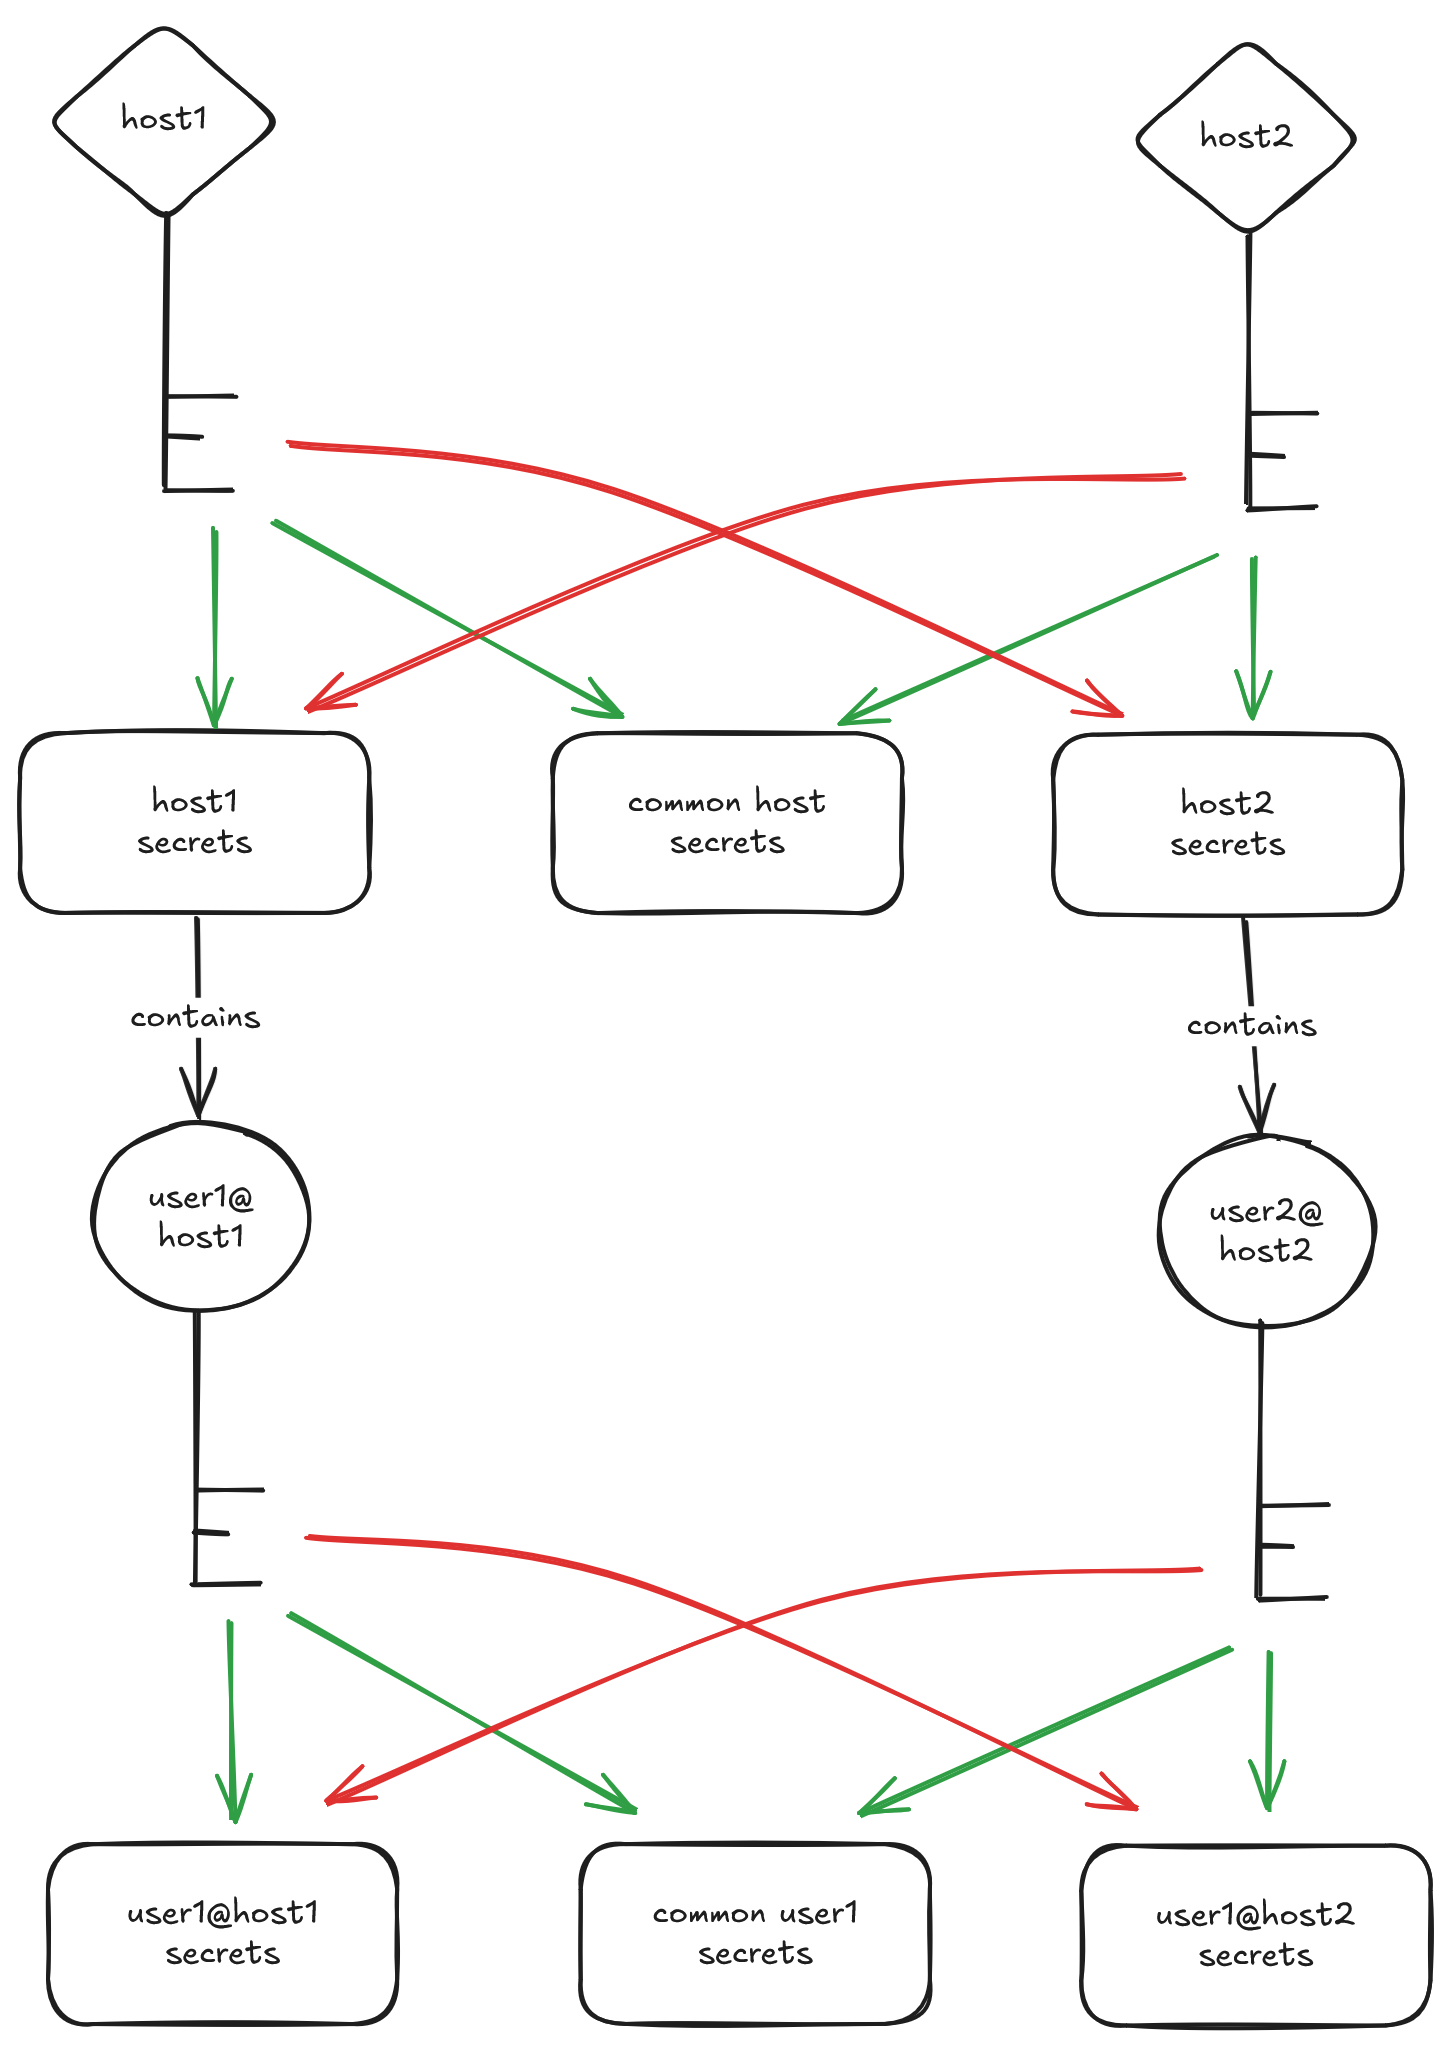 host1
host2
host1
secrets
common host
secrets
host2
secrets
contains
contains
user1@
host1
user2@
host2
user1@host1
secrets
common user1
secrets
user1@host2
secrets